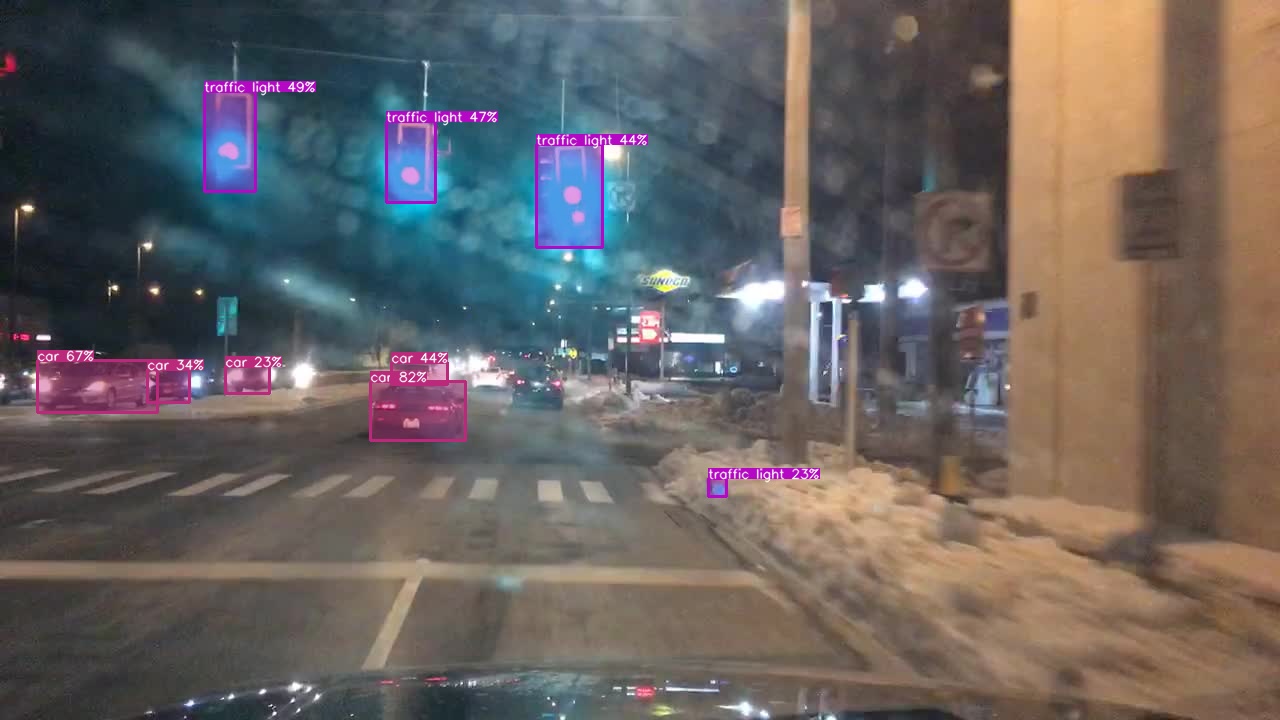 traffic light 49%
traffic light 47%
traffic light 44%
SUNOCO
car 67%
car 34%
car 23%
car 44%
car 82%
traffic light 23%